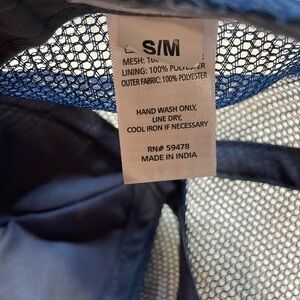 S/M
MESH: 100%
LINING: 100% POLYESTER
OUTER FABRIC: 100% POLYESTER
HAND WASH ONLY,
LINE DRY,
COOL IRON IF NECESSARY
RN# 59478
MADE IN INDIA